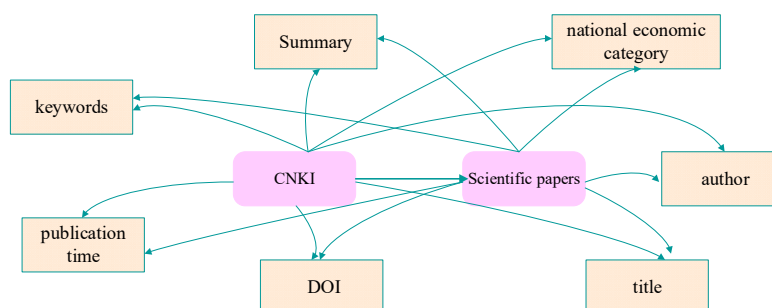 Summary
national economic
category
keywords
CNKI
Scientific papers
author
publication
time
DOI
title